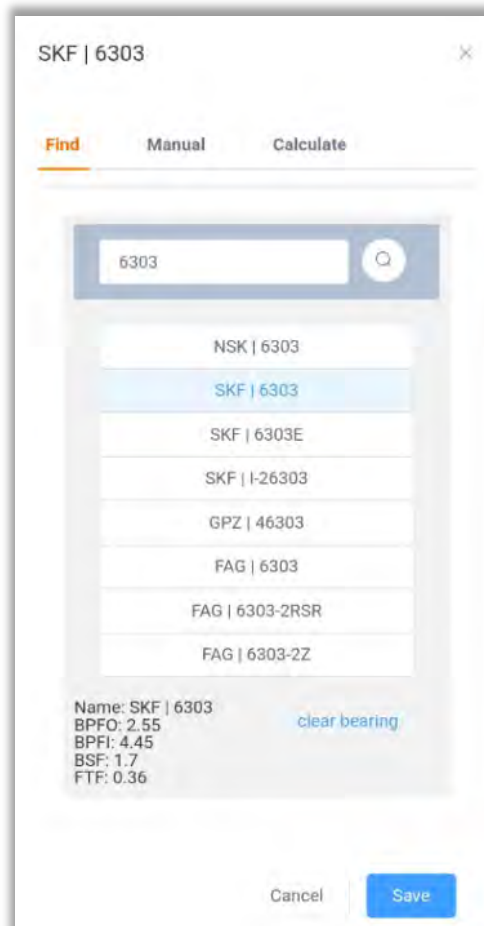 SKF | 6303
Find Manual Calculate
6303
NSK | 6303
SKF | 6303
SKF | 6303E
SKF | I-26303
GPZ | 46303
FAG | 6303
FAG | 6303-2RSR
FAG | 6303-2Z
Name: SKF | 6303 clear bearing
BPFO: 2.55
BPFI: 4.45
BSF: 1.7
FTF: 0.36
Cancel Save